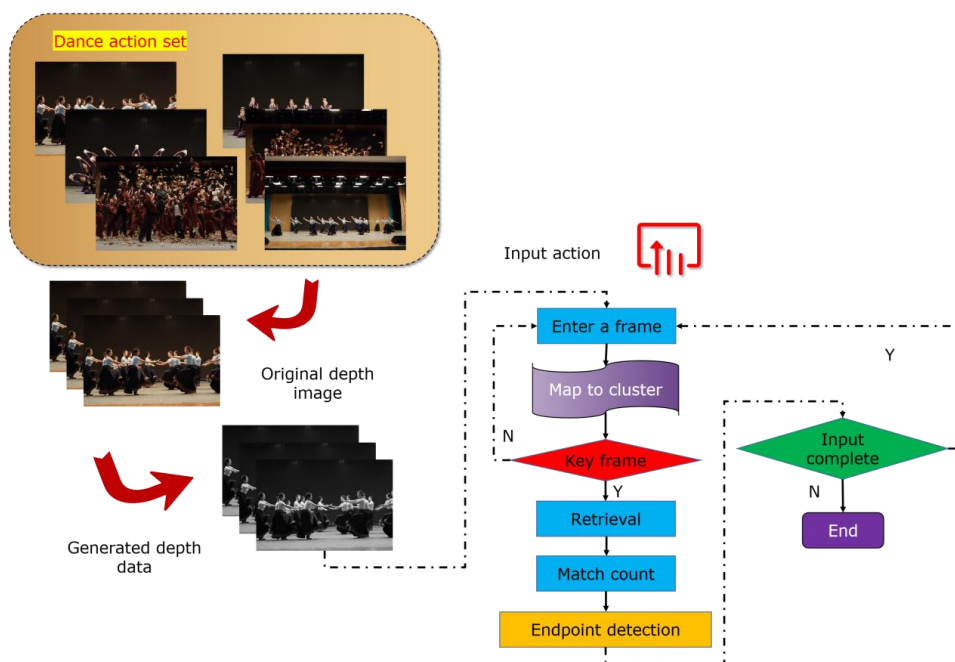 Dance action set
Input action
Enter a frame
Y
Original depth
image
Map to cluster
N
Key frame
Input
complete
Y
N
Retrieval
End
Generated depth
data
Match count
Endpoint detection